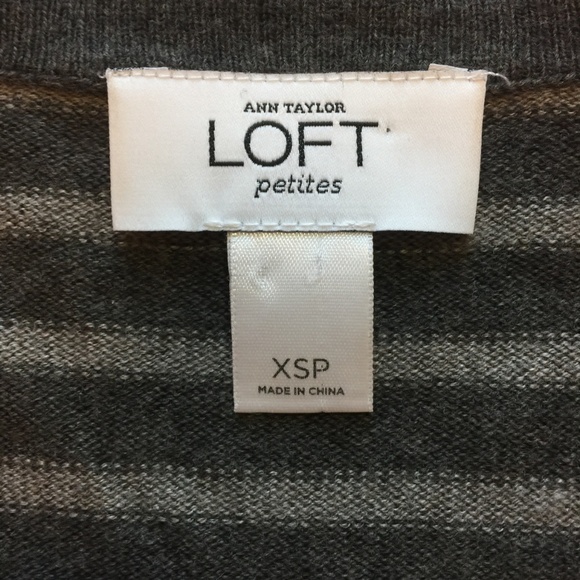 ANN TAYLOR
LOFT
petites
XSP
MADE IN CHINA